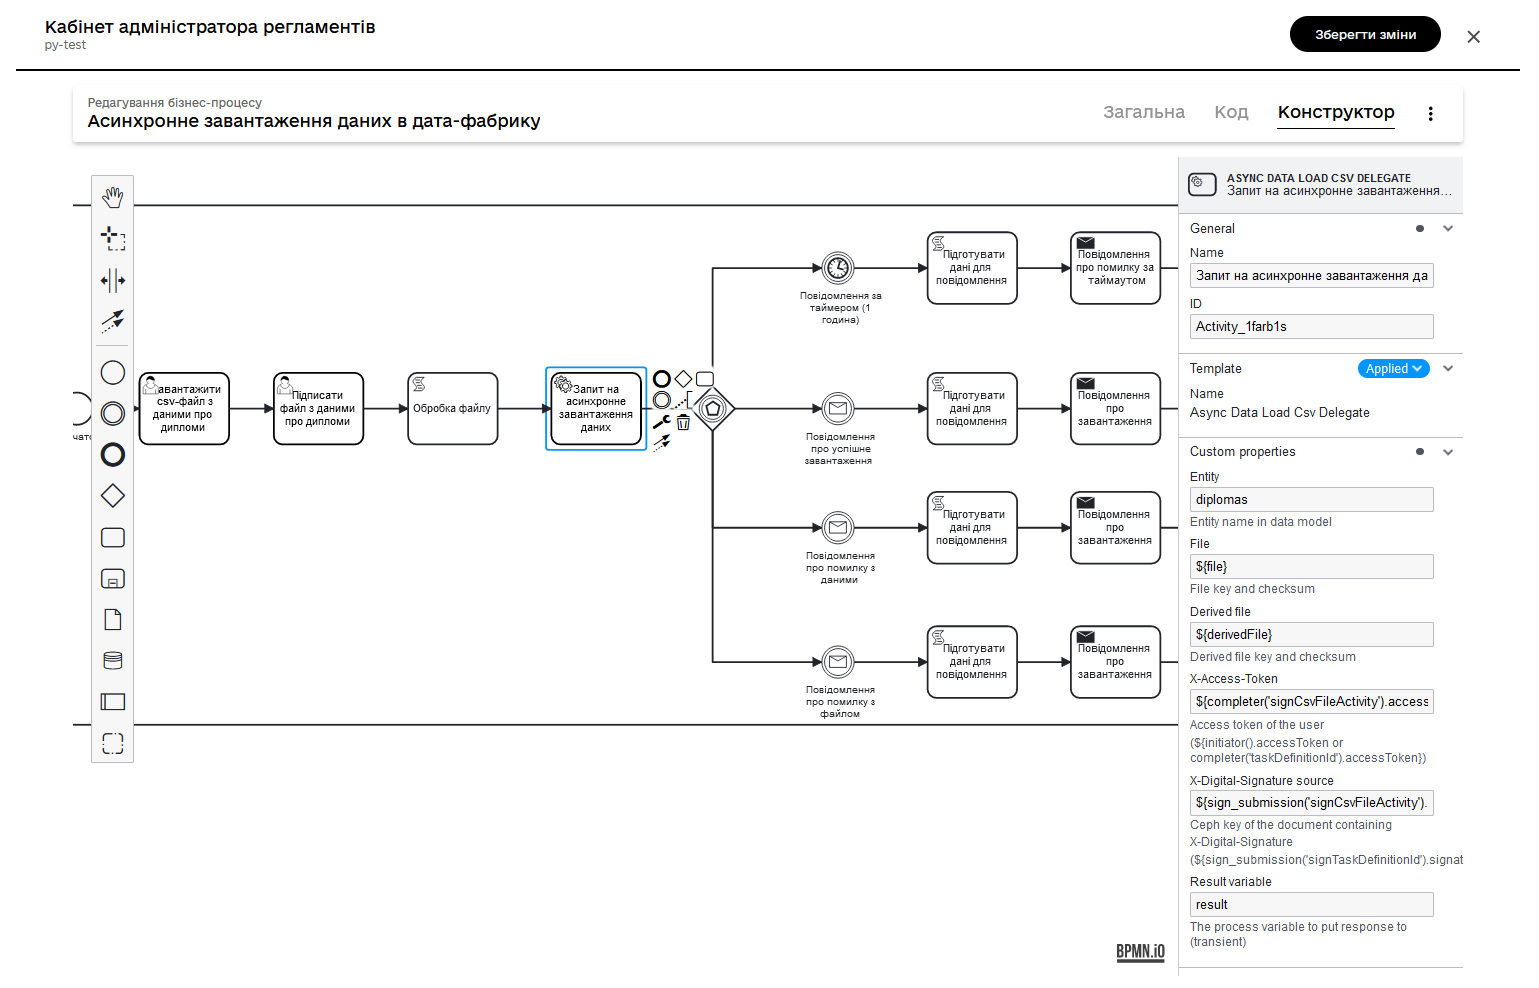 Кабінет адміністратора регламентів
py-test
Зберегти зміни
Редагування бізнес-процесу
Асинхронне завантаження даних в дата-фабрику
Загальна
Код
Конструктор
авантажити
csv-файл з
даними про
дипломи
Підписати
файл з даними
про дипломи
Обробка файлу
Запит на
асинхронне
завантаження
даних
Повідомлення за
таймером (1
година)
Підготувати
дані для
повідомлення
Повідомлення
про помилку за
таймаутом
Повідомлення
про успішне
завантаження
Підготувати
дані для
повідомлення
Повідомлення
про
завантаження
Повідомлення
про помилку з
даними
Підготувати
дані для
повідомлення
Повідомлення
про
завантаження
Повідомлення
про помилку з
файлом
Підготувати
дані для
повідомлення
Повідомлення
про
завантаження
BPMN.iO
ASYNC DATA LOAD CSV DELEGATE
Запит на асинхронне завантаження...
General
Name
Запит на асинхронне завантаження да
ID
Activity_1farb1s
Template
Applied
Name
Async Data Load Csv Delegate
Custom properties
Entity
diplomas
Entity name in data model
File
${file}
File key and checksum
Derived file
${derivedFile}
Derived file key and checksum
X-Access-Token
${completer('signCsvFileActivity').access
Access token of the user
(${initiator().accessToken or
completer('taskDefinitionId').accessToken})
X-Digital-Signature source
${sign_submission('signCsvFileActivity').
Ceph key of the document containing
X-Digital-Signature
(${sign_submission('signTaskDefinitionId').signat
Result variable
result
The process variable to put response to
(transient)